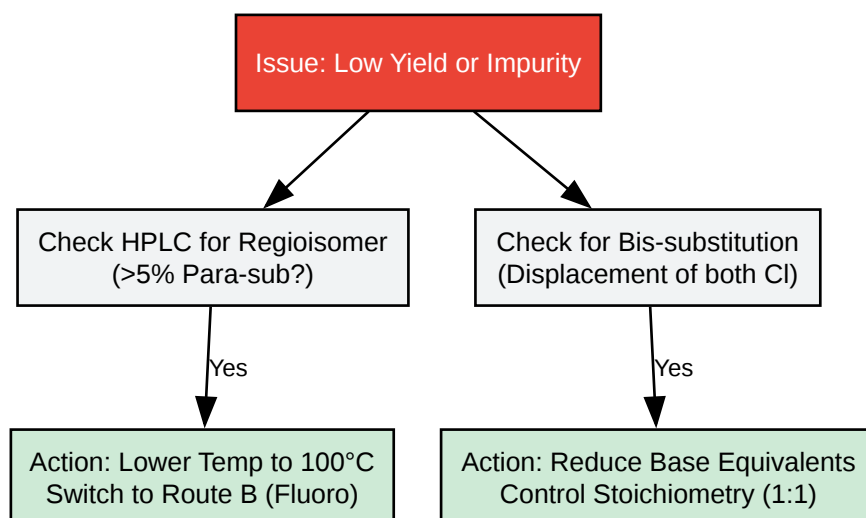 Issue: Low Yield or Impurity
Check HPLC for Regioisomer
(>5% Para-sub?)
Check for Bis-substitution
(Displacement of both Cl)
Yes
Yes
Action: Lower Temp to 100°C
Switch to Route B (Fluoro)
Action: Reduce Base Equivalents
Control Stoichiometry (1:1)